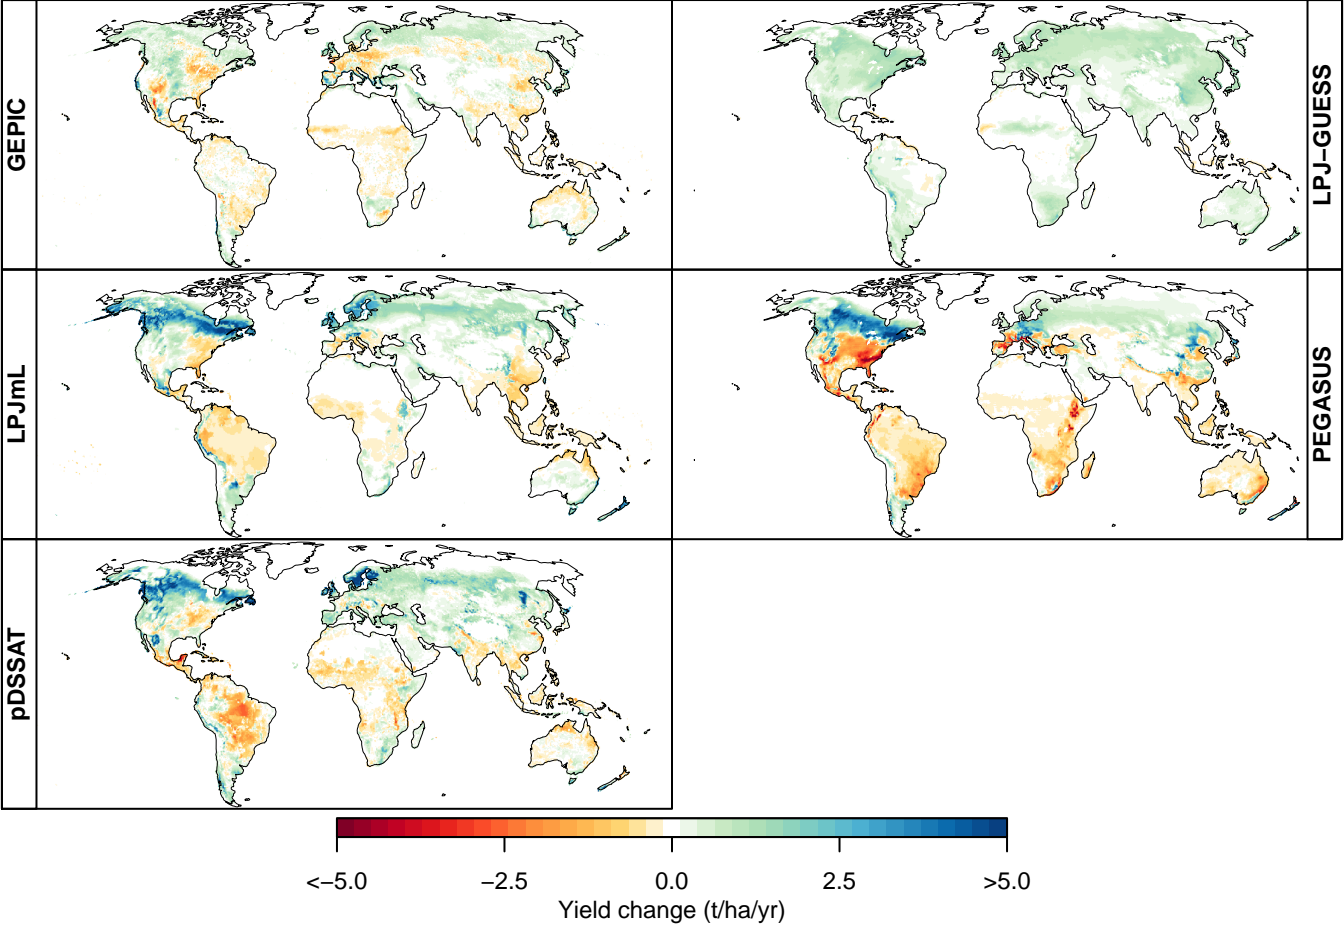 GEPIC
LPJ−GUESS
LPJmL
PEGASUS
pDSSAT
<−5.0
−2.5
0.0
2.5
>5.0
Yield change (t/ha/yr)